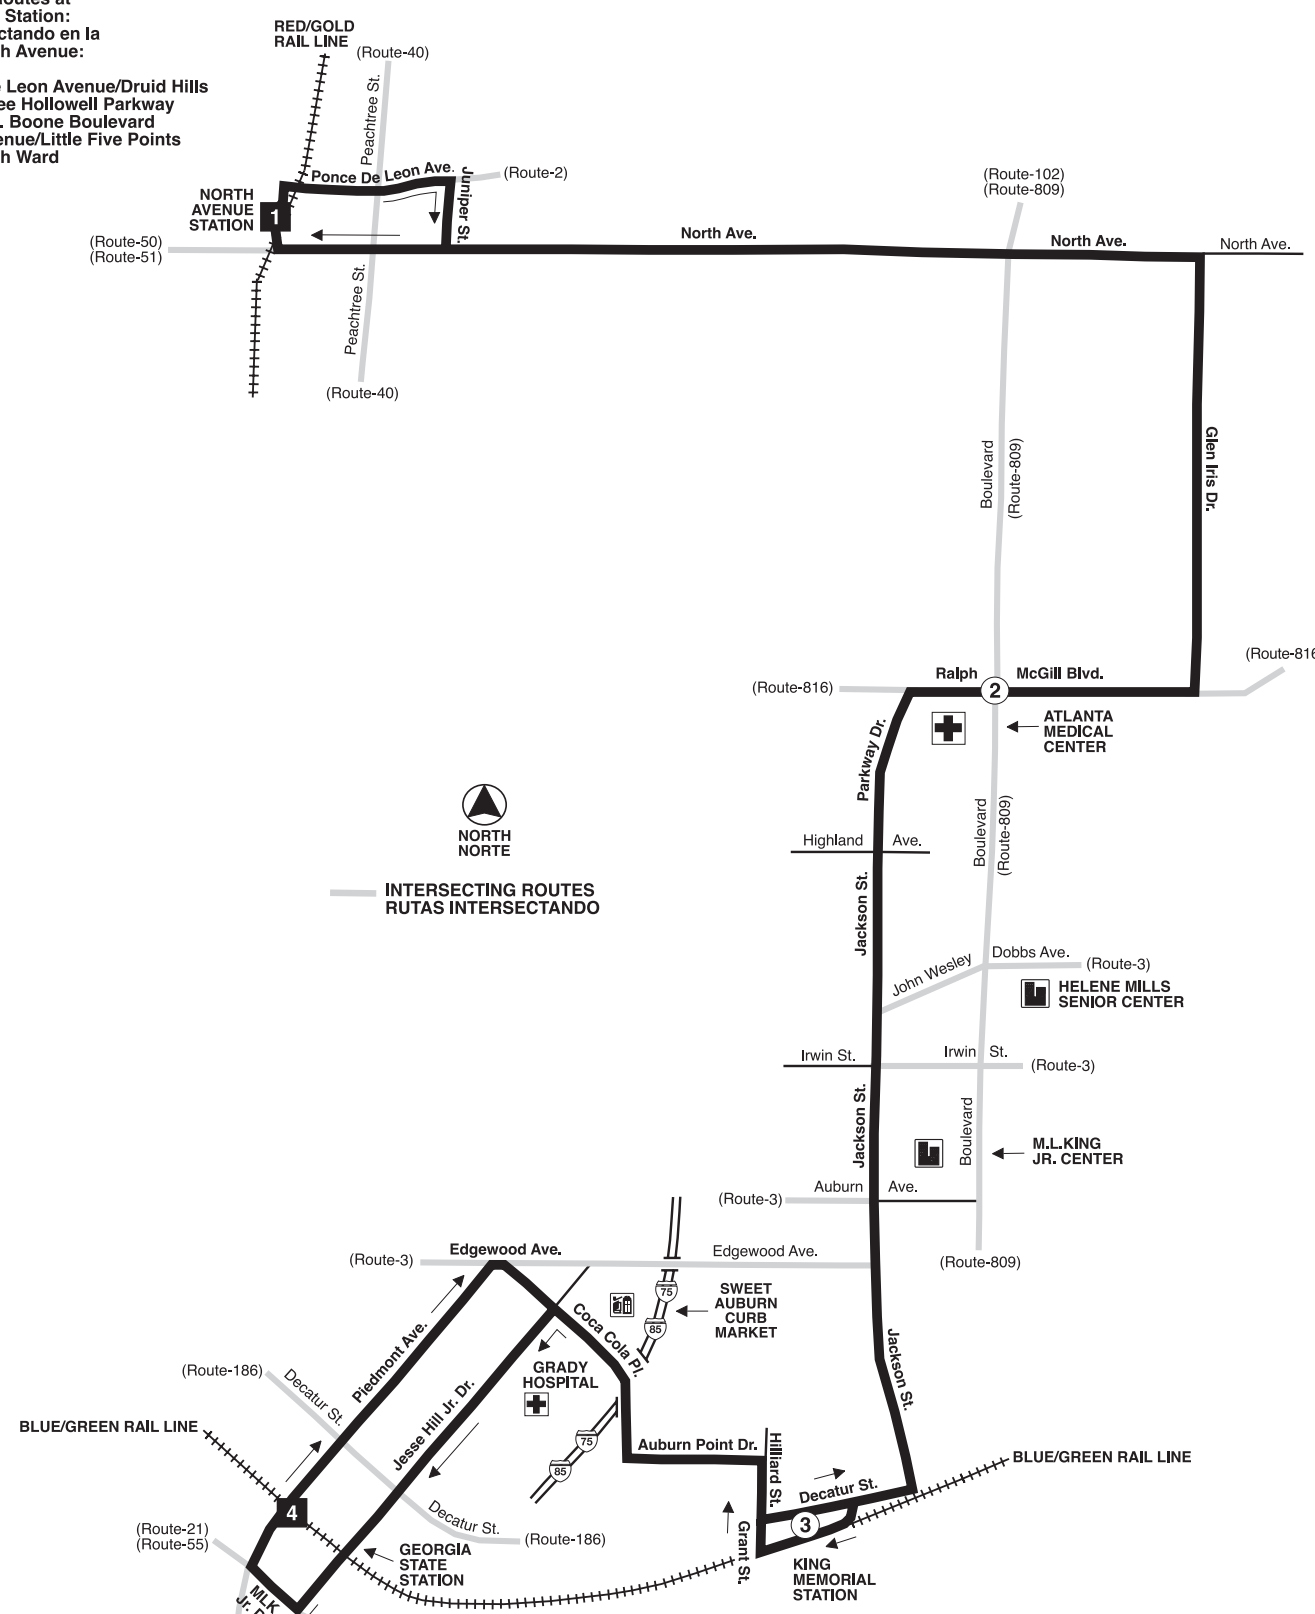 Station:
ctando en la
h Avenue:
Leon Avenue/Druid Hills
ee Hollowell Parkway
. Boone Boulevard
enue/Little Five Points
h Ward
RED/GOLD
RAIL LINE
(Route-40)
Peachtree St.
Ponce De Leon Ave.
(Route-2)
Juniper St.
NORTH
AVENUE
STATION
1
(Route-50)
(Route-51)
(Route-102)
(Route-809)
North Ave.
North Ave.
North Ave.
Peachtree St.
(Route-40)
Boulevard
(Route-809)
Glen Iris Dr.
(Route-816
(Route-816)
Ralph
McGill Blvd.
2
ATLANTA
MEDICAL
CENTER
Parkway Dr.
NORTH
NORTE
INTERSECTING ROUTES
RUTAS INTERSECTANDO
Highland
Ave.
Boulevard
(Route-809)
Jackson St.
John Wesley
Dobbs Ave.
(Route-3)
HELENE MILLS
SENIOR CENTER
Irwin St.
Irwin St.
(Route-3)
Jackson St.
Boulevard
M.L.KING
JR. CENTER
(Route-3)
Auburn
Ave.
(Route-809)
(Route-3)
Edgewood Ave.
Edgewood Ave.
75
85
SWEET
AUBURN
CURB
MARKET
Coca Cola Pl.
Jackson St.
Piedmont Ave.
GRADY
HOSPITAL
(Route-186)
Decatur St.
Jesse Hill Jr. Dr.
BLUE/GREEN RAIL LINE
75
85
Auburn Point Dr.
Hilliard St.
Decatur St.
BLUE/GREEN RAIL LINE
4
3
Decatur St.
(Route-186)
(Route-21)
(Route-55)
GEORGIA
STATE
STATION
Grant St.
KING
MEMORIAL
STATION
MLK
Jr.